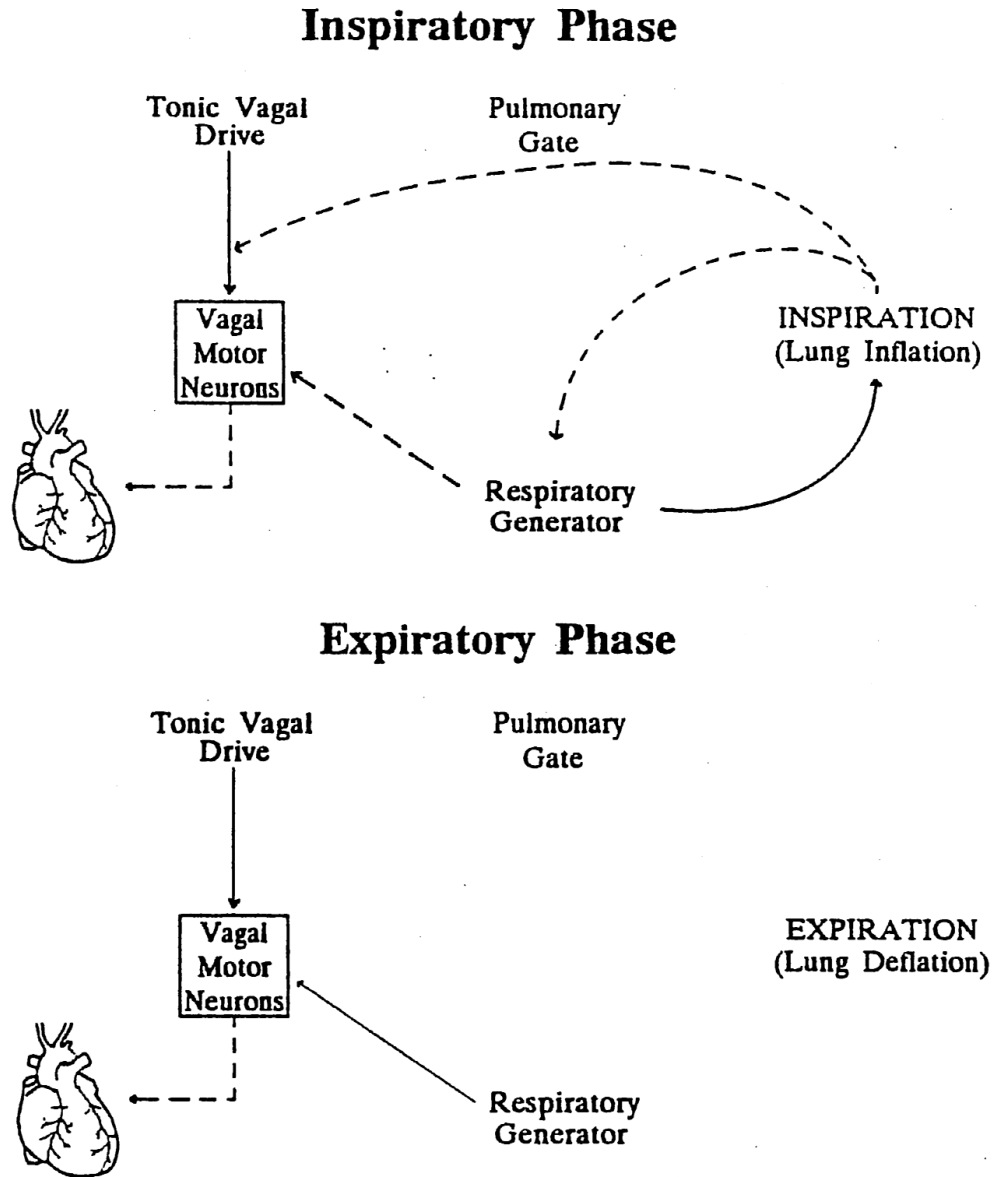 Inspiratory Phase
Tonic Vagal
Drive
Pulmonary
Gate
Vagal
Motor
Neurons
INSPIRATION
(Lung Inflation)
Respiratory
Generator
Expiratory Phase
Tonic Vagal
Drive
Pulmonary
Gate
Vagal
Motor
Neurons
EXPIRATION
(Lung Deflation)
Respiratory
Generator